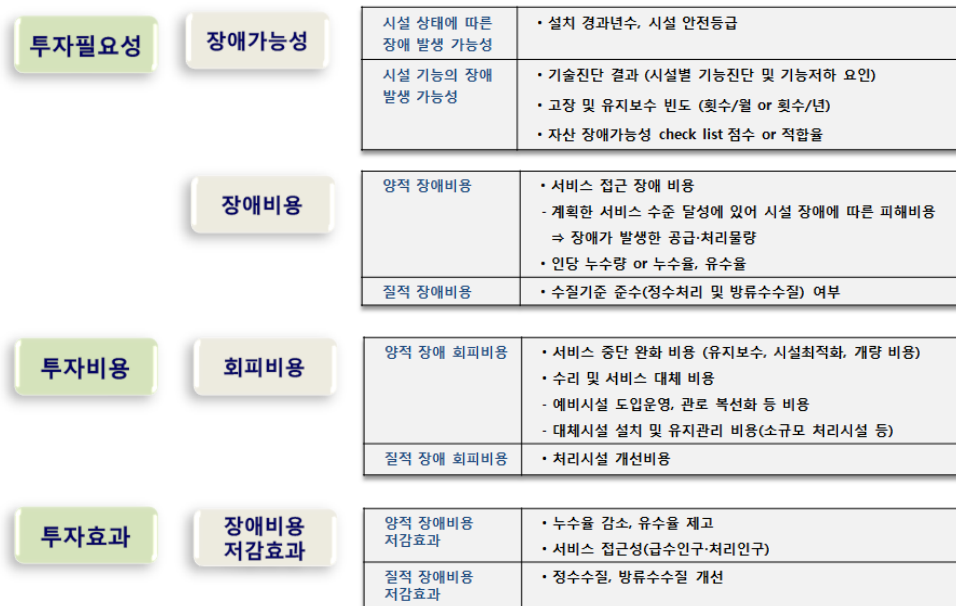 투자필요성
장애가능성
시설 상태에 따른
장애 발생 가능성
• 설치 경과년수, 시설 안전등급
시설 기능의 장애
발생 가능성
• 기술진단 결과 (시설별 기능진단 및 기능저하 요인)
• 고장 및 유지보수 빈도 (횟수/월 or 횟수/년)
• 자산 장애가능성 check list 점수 or 적합율
장애비용
양적 장애비용
• 서비스 접근 장애 비용
- 계획한 서비스 수준 달성에 있어 시설 장애에 따른 피해비용
⇒ 장애가 발생한 공급·처리물량
• 인당 누수량 or 누수율, 유수율
질적 장애비용
• 수질기준 준수(정수처리 및 방류수수질) 여부
투자비용
회피비용
양적 장애 회피비용
• 서비스 중단 완화 비용 (유지보수, 시설최적화, 개량 비용)
• 수리 및 서비스 대체 비용
- 예비시설 도입운영, 관로 복선화 등 비용
- 대체시설 설치 및 유지관리 비용(소규모 처리시설 등)
질적 장애 회피비용
• 처리시설 개선비용
투자효과
장애비용
저감효과
양적 장애비용
저감효과
• 누수율 감소, 유수율 제고
• 서비스 접근성(급수인구·처리인구)
질적 장애비용
저감효과
• 정수수질, 방류수수질 개선